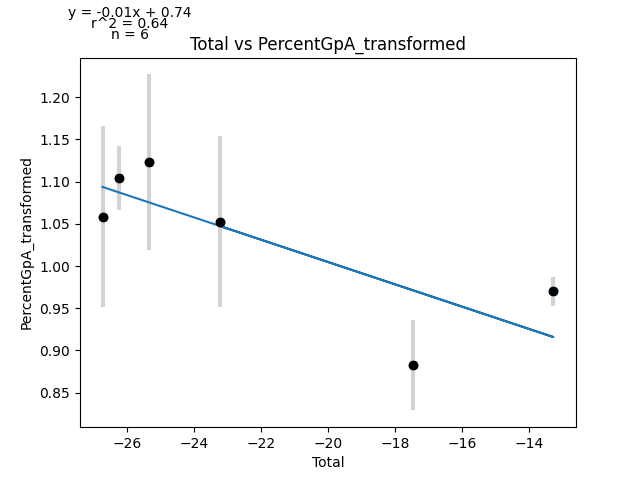 y = -0.01x + 0.74
r^2 = 0.64
n = 6
Total vs PercentGpA_transformed
1.20
1.15
1.10
1.05
1.00
0.95
0.90
0.85
PercentGpA_transformed
−26
−24
−22
−20
−18
−16
−14
Total